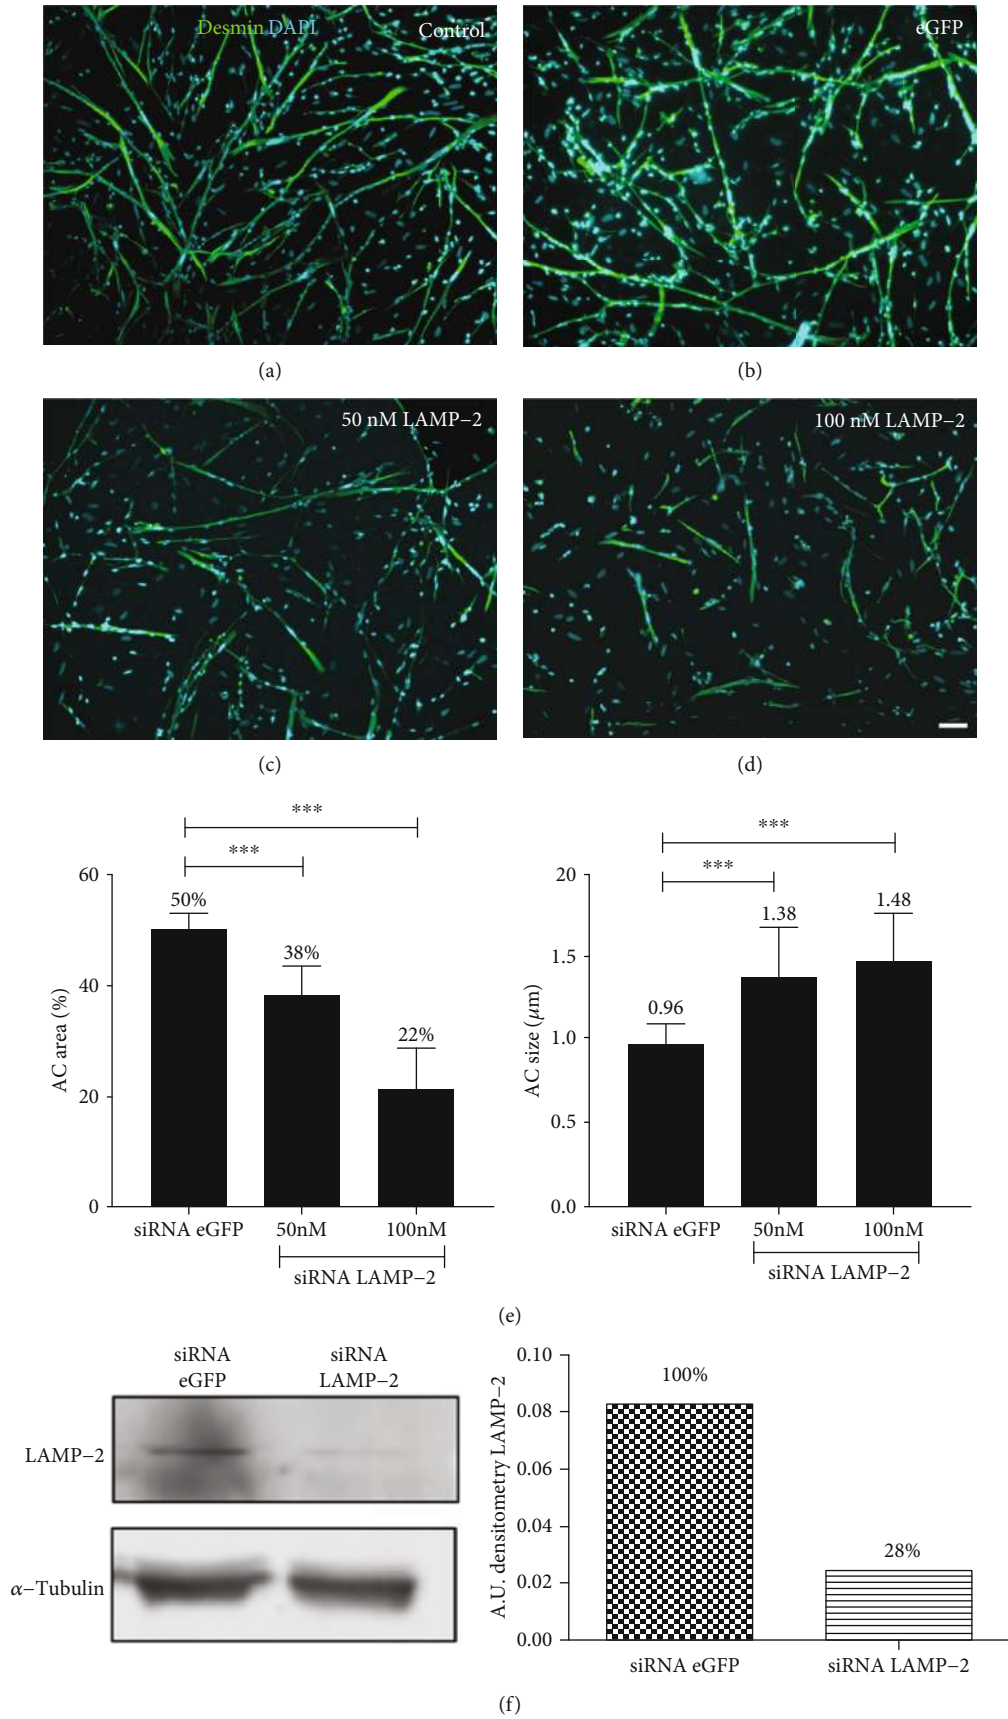 Desmin DAPI
Control
eGFP
(a)
(b)
50 nM LAMP−2
100 nM LAMP−2
(c)
(d)
***
***
60
40
20
0
AC area (%)
50%
38%
22%
siRNA eGFP
50nM
100nM
siRNA LAMP−2
***
***
20
1.5
1.0
0.5
0.0
AC size (μm)
0.96
1.38
1.48
siRNA eGFP
50nM
100nM
siRNA LAMP−2
(e)
siRNA
eGFP
siRNA
LAMP−2
LAMP−2
α−Tubulin
0.10
0.08
0.06
0.04
0.02
0.00
A.U. densitometry LAMP−2
100%
28%
siRNA eGFP
siRNA LAMP−2
(f)